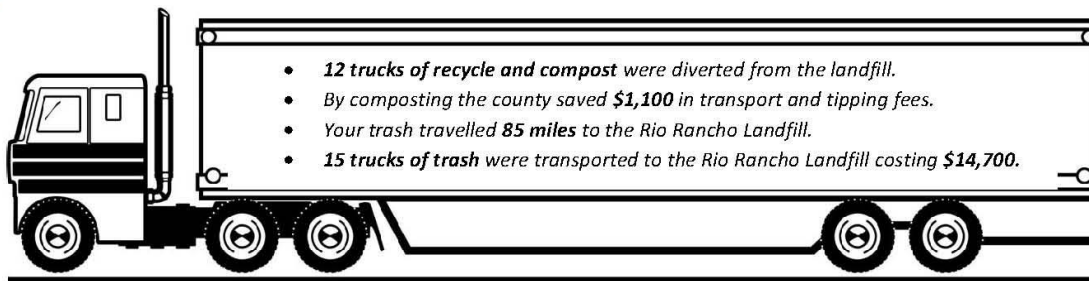 • 12 trucks of recycle and compost were diverted from the landfill.
• By composting the county saved $1,100 in transport and tipping fees.
• Your trash travelled 85 miles to the Rio Rancho Landfill.
• 15 trucks of trash were transported to the Rio Rancho Landfill costing $14,700.